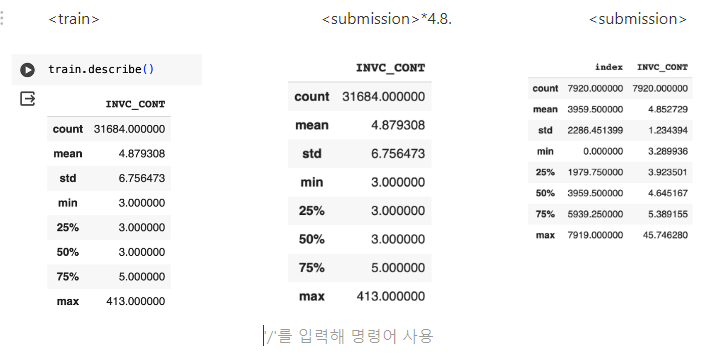 <train>
train.describe()
INVC_CONT
count 31684.000000
mean 4.879308
std 6.756473
min 3.000000
25% 3.000000
50% 3.000000
75% 5.000000
max 413.000000
<submission>*4.8.
INVC_CONT
count 31684.000000
mean 4.879308
std 6.756473
min 3.000000
25% 3.000000
50% 3.000000
75% 5.000000
max 413.000000
<submission>
index INVC_CONT
count 7920.000000 7920.000000
mean 3959.500000 4.852729
std 2286.451399 1.234394
min 0.000000 3.289936
25% 1979.750000 3.923501
50% 3959.500000 4.645167
75% 5939.250000 5.389155
max 7919.000000 45.746280
'/'를 입력해 명령어 사용